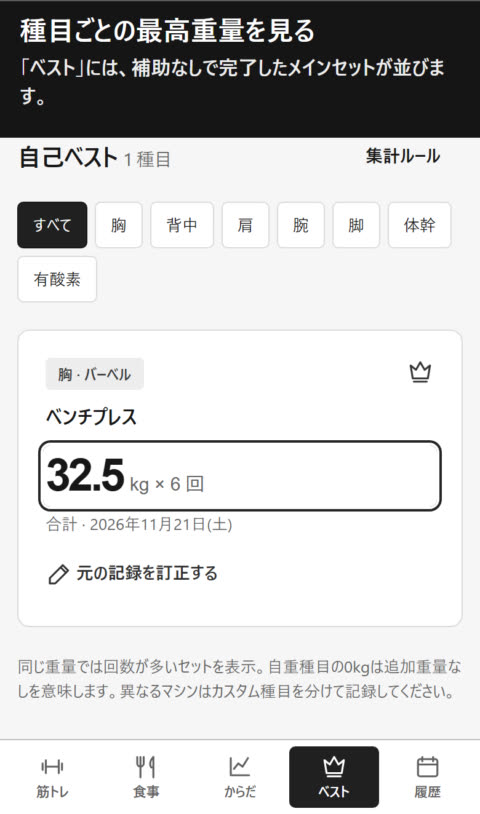 種目ごとの最高重量を見る
「ベスト」には、補助なしで完了したメインセットが並びま
す。
自己ベスト 1 種目 集計ルール
すべて 胸 背中 肩 腕 脚 体幹
有酸素
胸 · バーベル
ベンチプレス
32.5 kg × 6 回
合計 · 2026年11月21日(土)
元の記録を訂正する
同じ重量では回数が多いセットを表示。自重種目の0kgは追加重量な
しを意味します。異なるマシンはカスタム種目を分けて記録してください。
筋トレ 食事 からだ ベスト 履歴